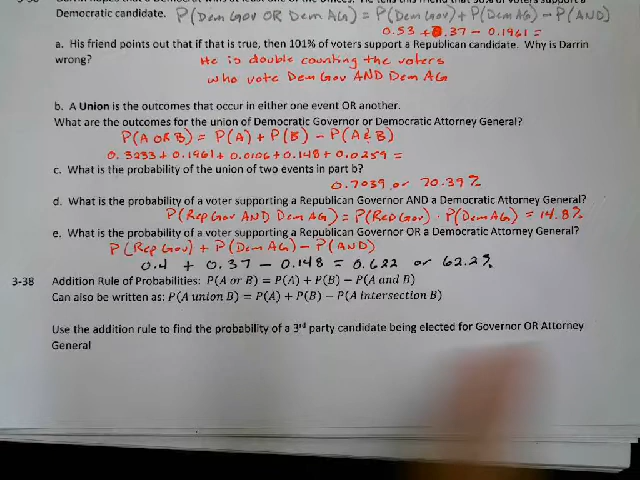 Democratic candidate. P(Dem Gov OR Dem AG) = P(Dem Gov) + P(Dem AG) - P(AND)
0.53 + 0.37 - 0.1961 =
a. His friend points out that if that is true, then 101% of voters support a Republican candidate. Why is Darrin
wrong? He is double counting the voters
who vote Dem Gov AND Dem AG
b. A Union is the outcomes that occur in either one event OR another.
What are the outcomes for the union of Democratic Governor or Democratic Attorney General?
P(A OR B) = P(A) + P(B) - P(A & B)
0.3233 + 0.1961 + 0.0106 + 0.148 + 0.0259 =
c. What is the probability of the union of two events in part b?
0.7039 or 70.39%
d. What is the probability of a voter supporting a Republican Governor AND a Democratic Attorney General?
P(Rep Gov AND Dem AG) = P(Rep Gov) · P(Dem AG) = 14.8%
e. What is the probability of a voter supporting a Republican Governor OR a Democratic Attorney General?
P(Rep Gov) + P(Dem AG) - P(AND)
0.4 + 0.37 - 0.148 = 0.622 or 62.2%
3-38 Addition Rule of Probabilities: P(A or B) = P(A) + P(B) - P(A and B)
Can also be written as: P(A union B) = P(A) + P(B) - P(A intersection B)
Use the addition rule to find the probability of a 3rd party candidate being elected for Governor OR Attorney
General